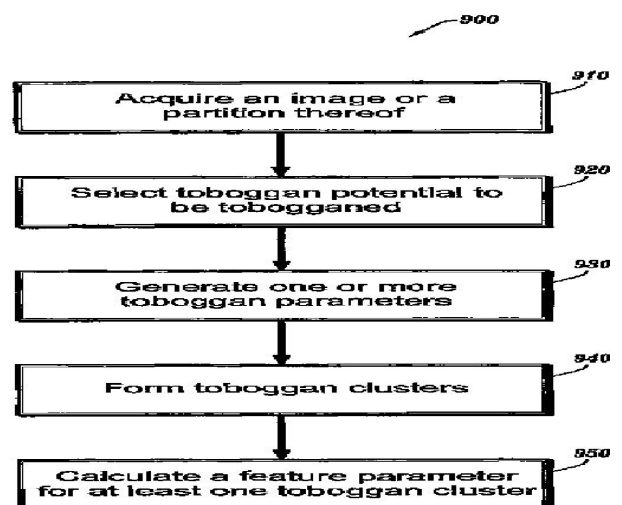 900
910
Acquire an image or a
partition thereof
920
Select toboggan potential to
be tobogganed
930
Generate one or more
toboggan parameters
940
Form toboggan clusters
950
Calculate a feature parameter
for at least one toboggan cluster